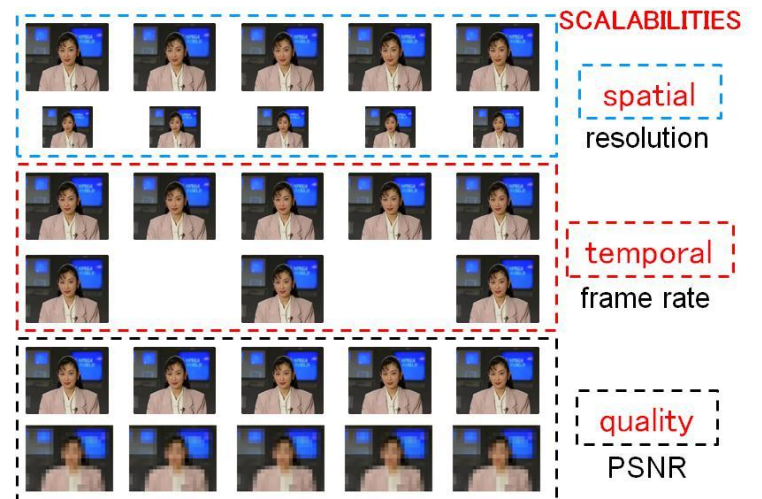 SCALABILITIES
spatial
resolution
temporal
frame rate
quality
PSNR